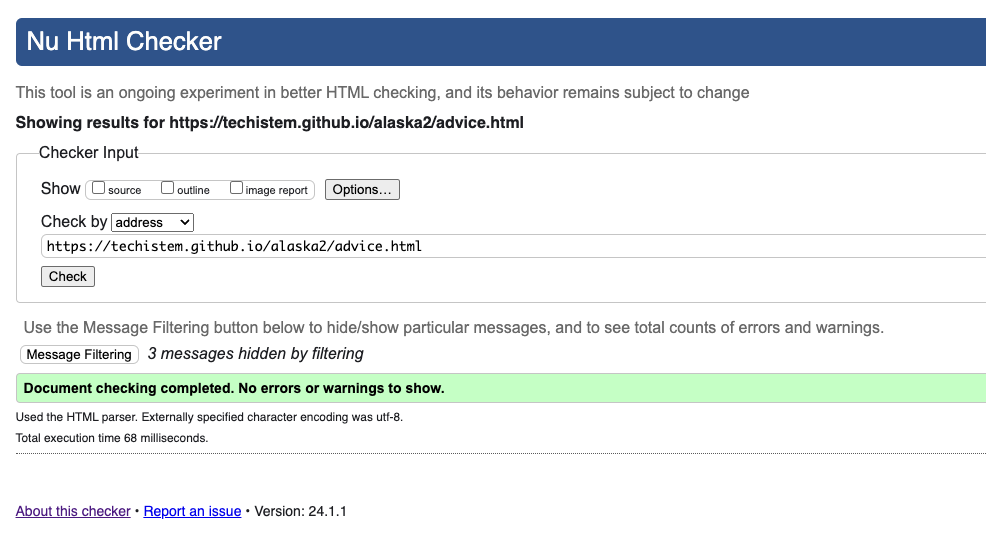 Nu Html Checker
This tool is an ongoing experiment in better HTML checking, and its behavior remains subject to change
Showing results for https://techistem.github.io/alaska2/advice.html
Checker Input
Show source outline image report Options...
Check by address
https://techistem.github.io/alaska2/advice.html
Check
Use the Message Filtering button below to hide/show particular messages, and to see total counts of errors and warnings.
Message Filtering 3 messages hidden by filtering
Document checking completed. No errors or warnings to show.
Used the HTML parser. Externally specified character encoding was utf-8.
Total execution time 68 milliseconds.
About this checker • Report an issue • Version: 24.1.1